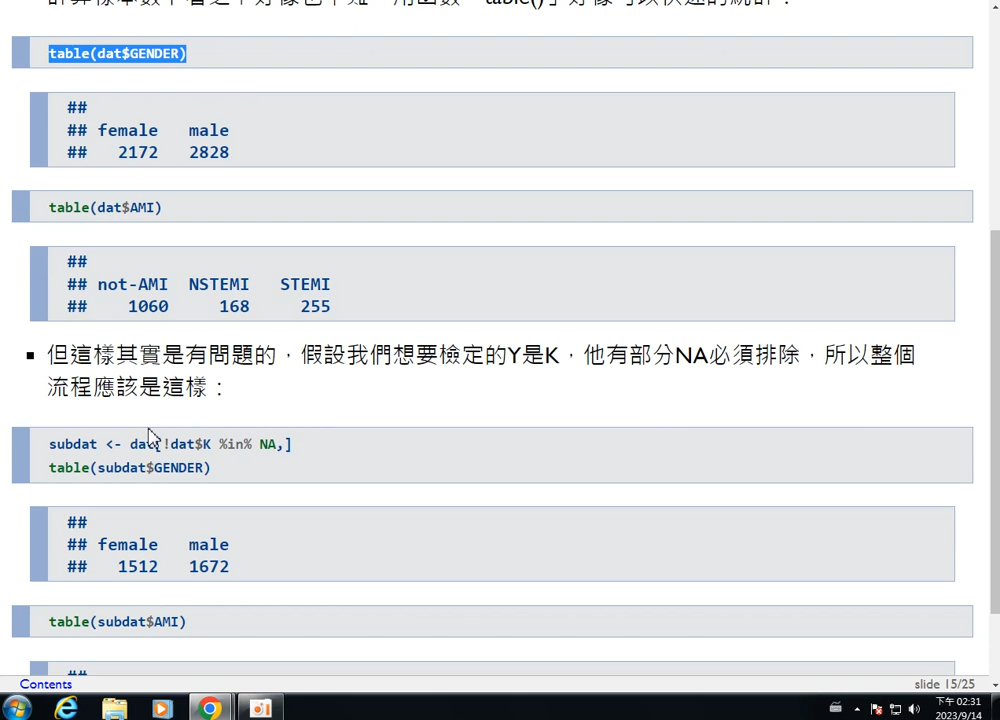 table(dat$GENDER)
##
## female   male
##   2172   2828
table(dat$AMI)
##
## not-AMI  NSTEMI   STEMI
##    1060     168     255
▪ 但這樣其實是有問題的，假設我們想要檢定的Y是K，他有部分NA必須排除，所以整個
流程應該是這樣：
subdat <- dat[!dat$K %in% NA,]
table(subdat$GENDER)
##
## female   male
##   1512   1672
table(subdat$AMI)
##
Contents
slide 15/25
下午 02:31
2023/9/14